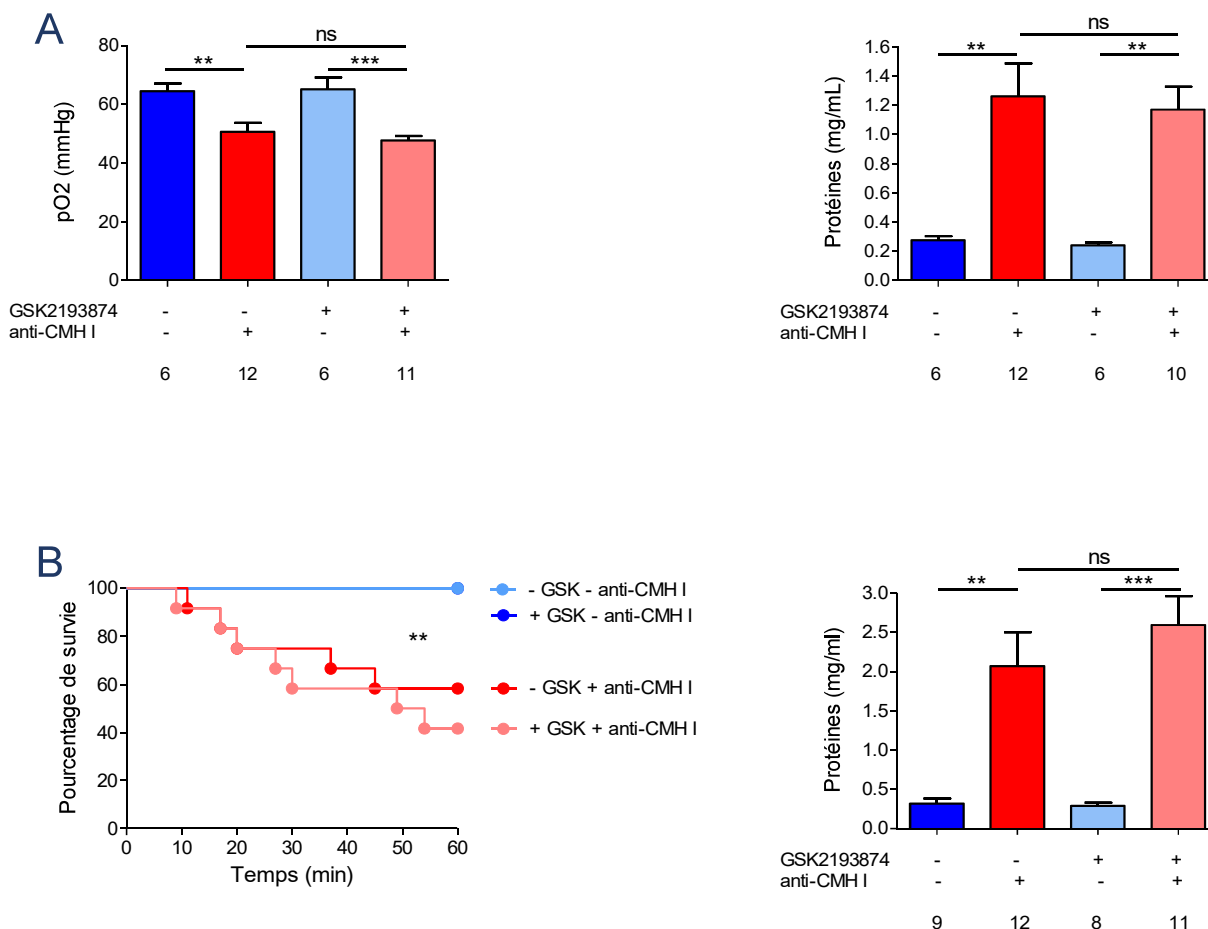 A
ns
** ***
80
60
40
20
0
pO2 (mmHg)
GSK2193874 - - + +
anti-CMH I - + - +
6 12 6 11
ns
** **
1.6
1.4
1.2
1.0
0.8
0.6
0.4
0.2
0.0
Protéines (mg/mL)
GSK2193874 - - + +
anti-CMH I - + - +
6 12 6 10
B
100
80
60
40
20
0
Pourcentage de survie
**
0 10 20 30 40 50 60
Temps (min)
- GSK - anti-CMH I
+ GSK - anti-CMH I
- GSK + anti-CMH I
+ GSK + anti-CMH I
ns
** ***
3.0
2.5
2.0
1.5
1.0
0.5
0.0
Protéines (mg/ml)
GSK2193874 - - + +
anti-CMH I - + - +
9 12 8 11